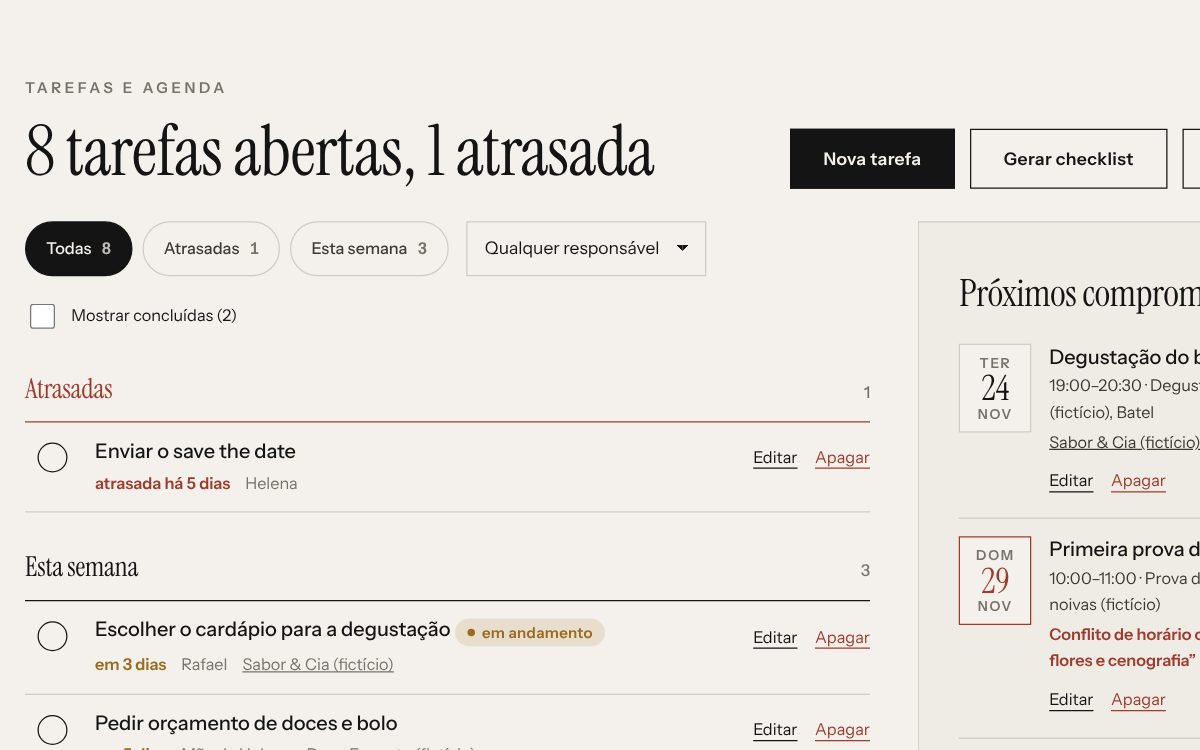 TAREFAS E AGENDA
8 tarefas abertas, 1 atrasada
Nova tarefa
Gerar checklist
Todas 8
Atrasadas 1
Esta semana 3
Qualquer responsável
Mostrar concluídas (2)
Atrasadas
1
Enviar o save the date
atrasada há 5 dias Helena
Editar Apagar
Esta semana
3
Escolher o cardápio para a degustação
em andamento
em 3 dias Rafael Sabor & Cia (fictício)
Editar Apagar
Pedir orçamento de doces e bolo
Editar Apagar
Próximos
TER
24
NOV
Degustação do
19:00–20:30 ·
(fictício), Batel
Sabor & Cia (fictício)
Editar Apagar
DOM
29
NOV
Primeira prova
10:00–11:00 · Prova
noivas (fictício)
Conflito de horário
flores e cenografia”
Editar Apagar